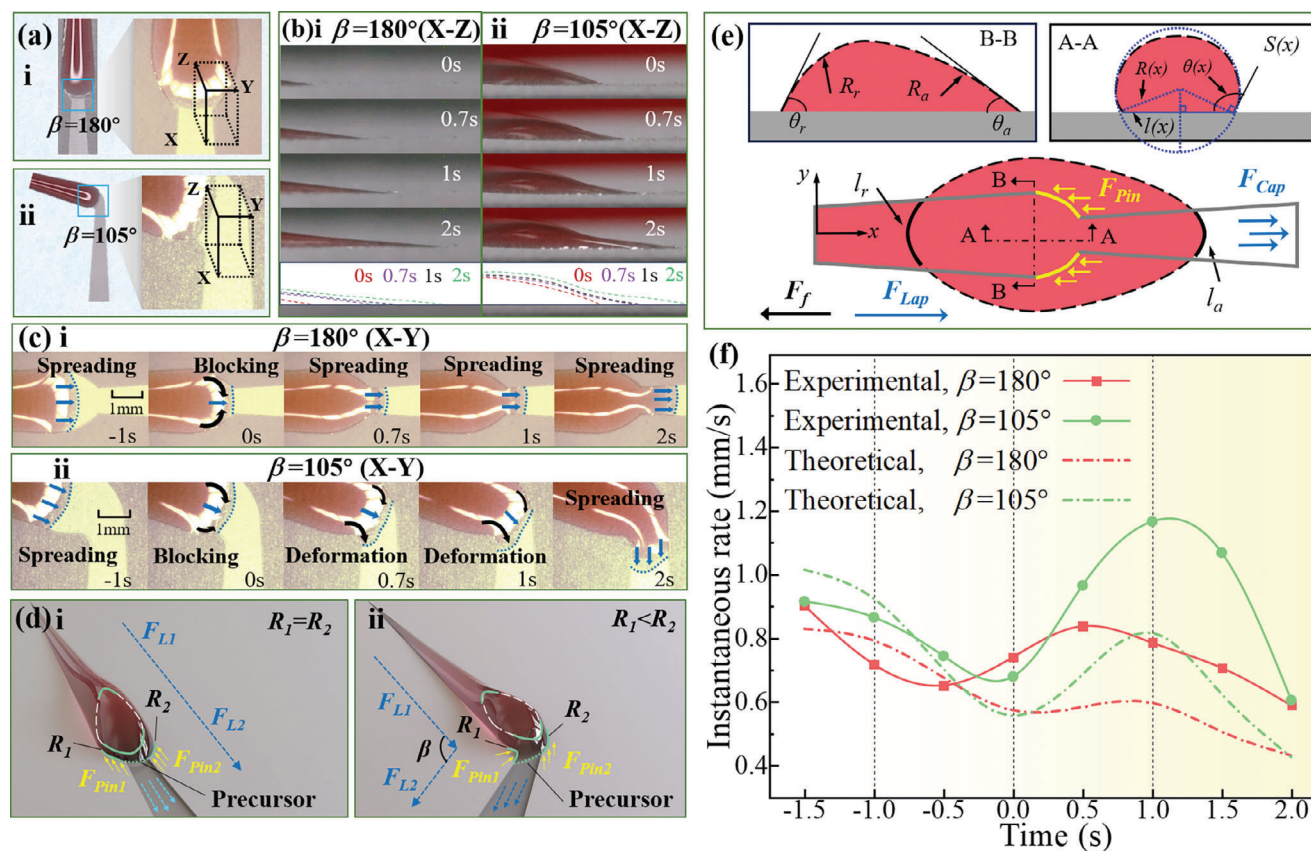 (a)
i
β=180°
Z
Y
X
ii
β=105°
Z
Y
X
(b)i β=180°(X-Z)
0s
0.7s
1s
2s
0s 0.7s 1s 2s
ii β=105°(X-Z)
0s
0.7s
1s
2s
0s 0.7s 1s 2s
(c) i β=180° (X-Y)
Spreading
1mm
-1s
Blocking
0s
Spreading
0.7s
Spreading
1s
Spreading
2s
ii β=105° (X-Y)
1mm
Spreading
-1s
Blocking
0s
Deformation
0.7s
Deformation
1s
Spreading
2s
(d) i
R1=R2
FL1
FL2
R2
R1
FPin1
FPin2
Precursor
ii
R1<R2
FL1
R2
R1
β
FPin1
FPin2
FL2
Precursor
(e)
B-B
Rr
Ra
θr
θa
A-A
S(x)
R(x)
θ(x)
l(x)
y
x
lr
B
B
A
A
FPin
FCap
la
Ff
FLap
(f)
Experimental, β=180°
Experimental, β=105°
Theoretical, β=180°
Theoretical, β=105°
Instantaneous rate (mm/s)
1.6
1.4
1.2
1.0
0.8
0.6
0.4
-1.5 -1.0 -0.5 0.0 0.5 1.0 1.5 2.0
Time (s)